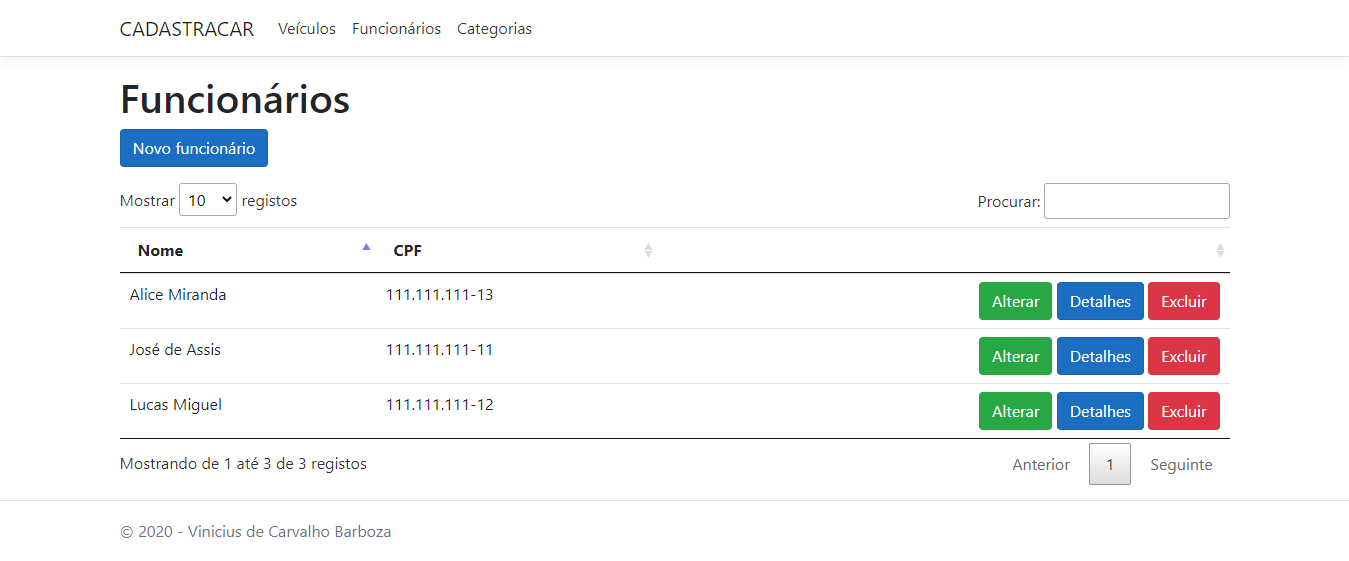 CADASTRACAR Veículos Funcionários Categorias
Funcionários
Novo funcionário
Mostrar 10 registos Procurar:
Nome CPF
Alice Miranda 111.111.111-13 Alterar Detalhes Excluir
José de Assis 111.111.111-11 Alterar Detalhes Excluir
Lucas Miguel 111.111.111-12 Alterar Detalhes Excluir
Mostrando de 1 até 3 de 3 registos Anterior 1 Seguinte
© 2020 - Vinicius de Carvalho Barboza